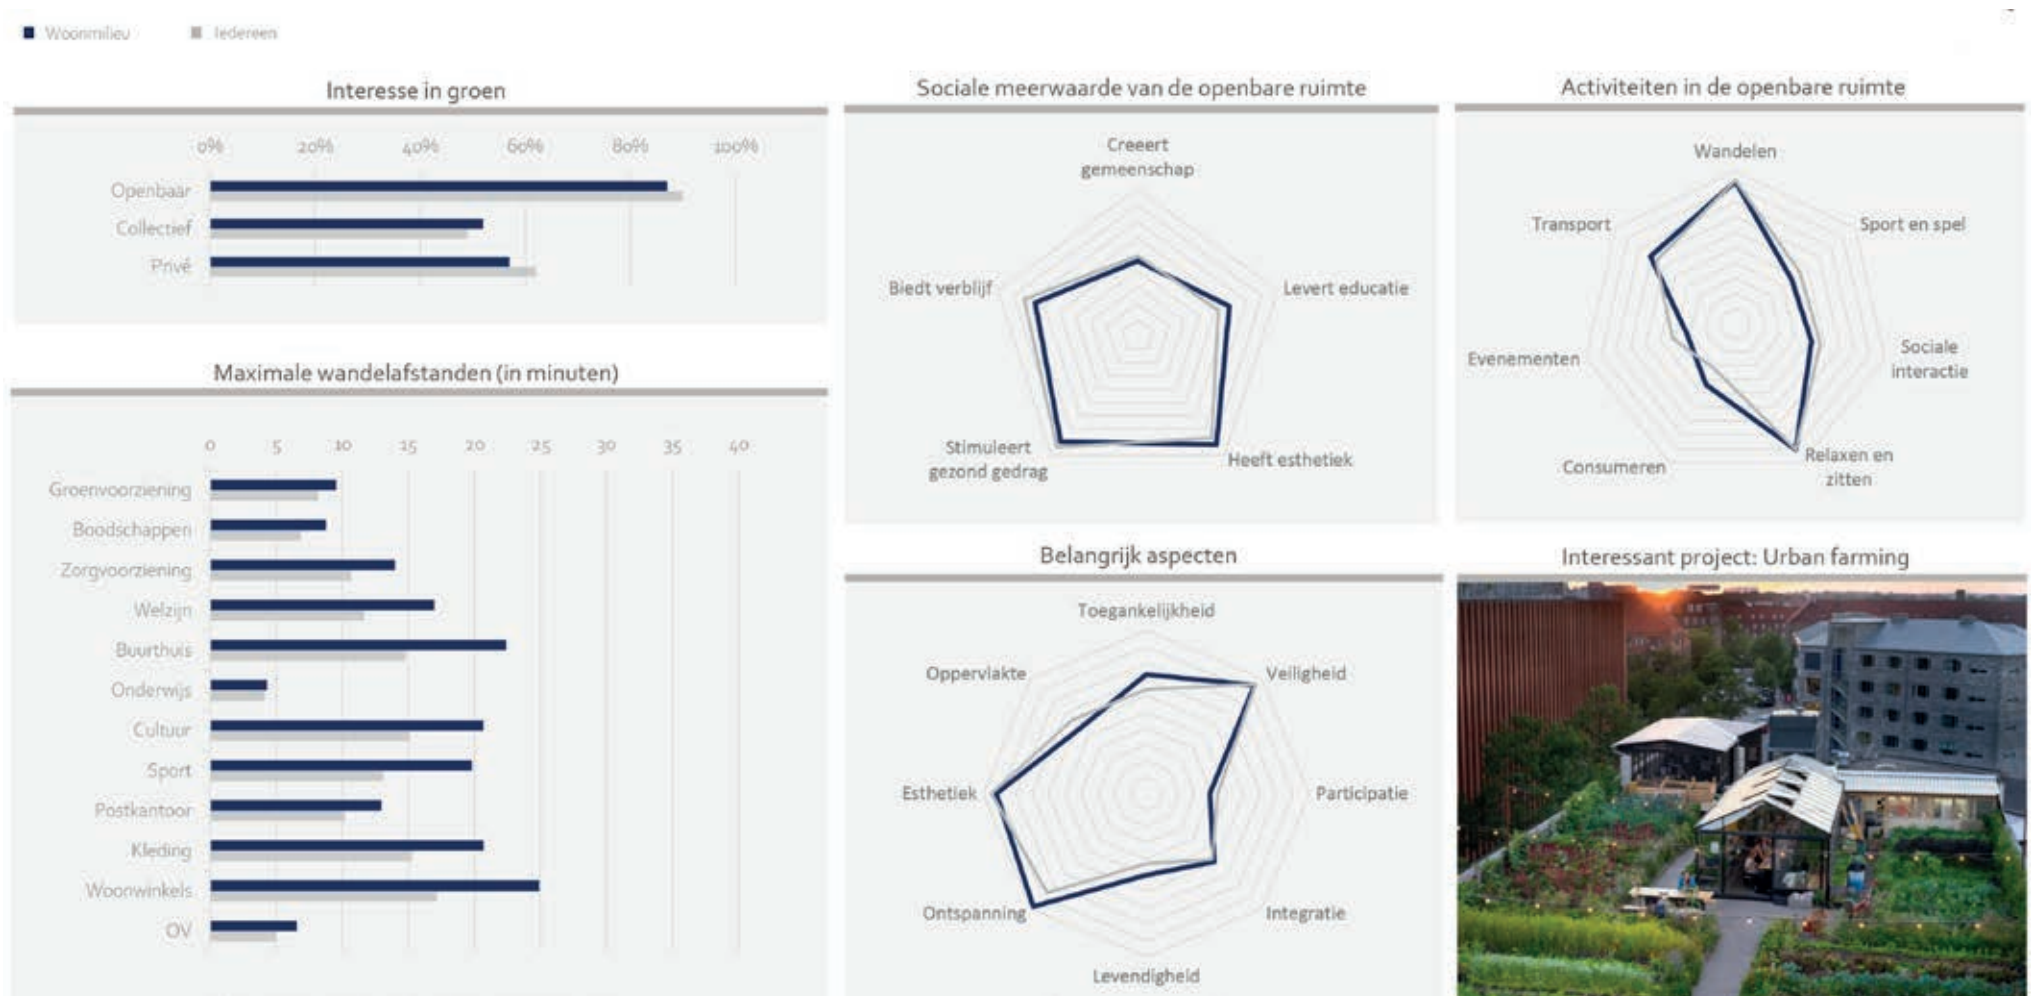 Woonmilieu
Iedereen
Interesse in groen
0% 20% 40% 60% 80% 100%
Openbaar
Collectief
Privé
Maximale wandelafstanden (in minuten)
0 5 10 15 20 25 30 35 40
Groenvoorziening
Boodschappen
Zorgvoorziening
Welzijn
Buurthuis
Onderwijs
Cultuur
Sport
Postkantoor
Kleding
Woonwinkels
OV
Sociale meerwaarde van de openbare ruimte
Creeert
gemeenschap
Biedt verblijf
Levert educatie
Stimuleert
gezond gedrag
Heeft esthetiek
Activiteiten in de openbare ruimte
Wandelen
Transport
Sport en spel
Evenementen
Sociale
interactie
Consumeren
Relaxen en
zitten
Belangrijk aspecten
Toegankelijkheid
Oppervlakte
Veiligheid
Esthetiek
Participatie
Ontspanning
Integratie
Levendigheid
Interessant project: Urban farming